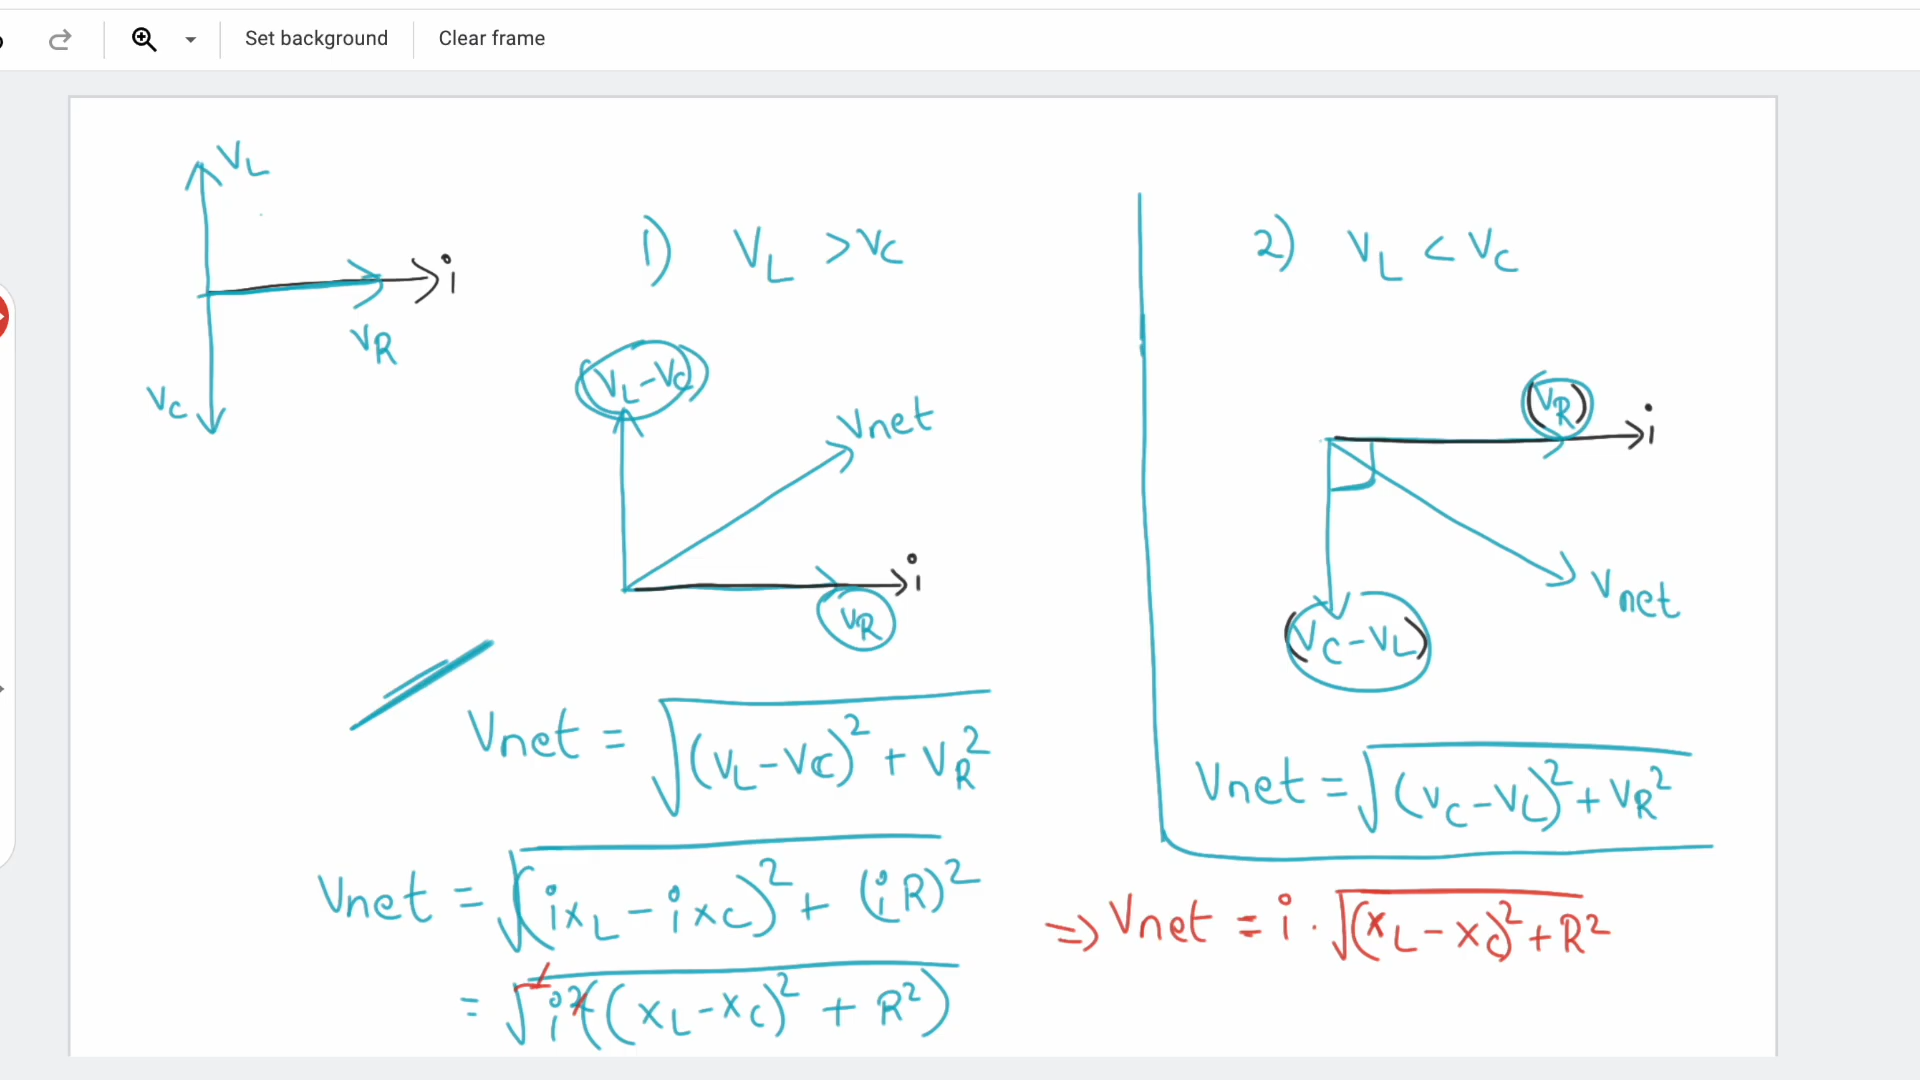 Set background
Clear frame
VL
i
VR
VC
1) VL > VC
(VL-VC)
Vnet
i
VR
Vnet = √(VL-VC)² + VR²
Vnet = √(iXL - iXC)² + (iR)²
= √i²((XL-XC)² + R²)
2) VL < VC
(VR)
i
Vnet
(VC-VL)
Vnet = √(VC-VL)² + VR²
⇒ Vnet = i · √(XL-XC)² + R²